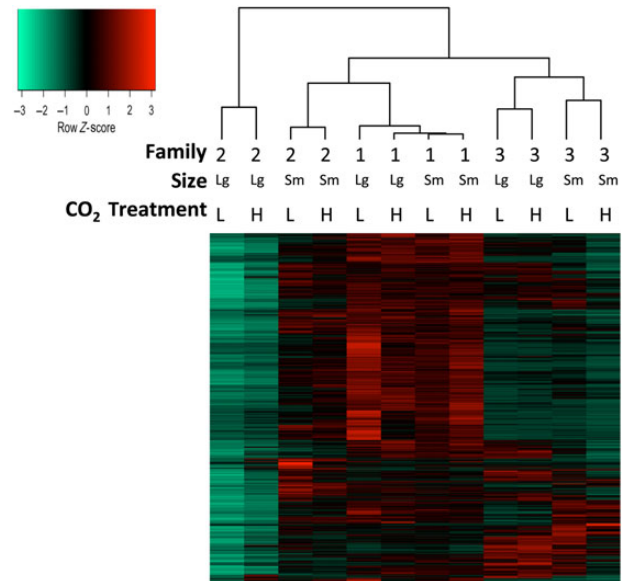 −3 −2 −1 0 1 2 3
Row Z-score
Family 2 2 2 2 1 1 1 1 3 3 3 3
Size Lg Lg Sm Sm Lg Lg Sm Sm Lg Lg Sm Sm
CO₂ Treatment L H L H L H L H L H L H